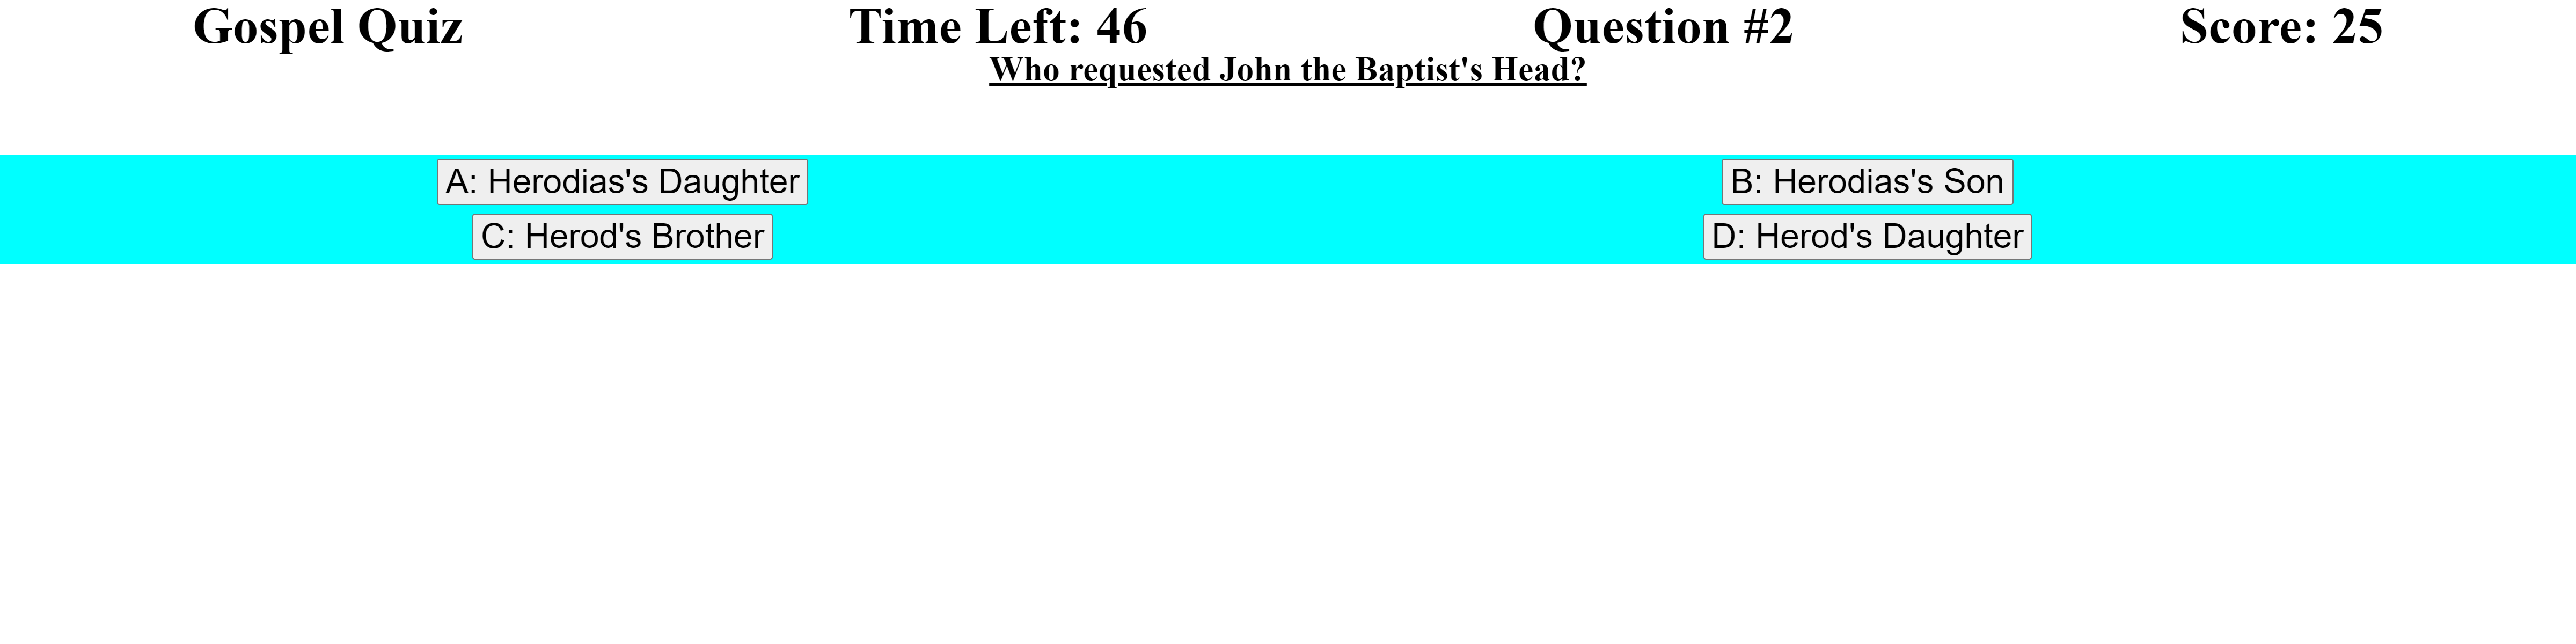 Gospel Quiz Time Left: 46 Question #2 Score: 25
Who requested John the Baptist's Head?
A: Herodias's Daughter B: Herodias's Son
C: Herod's Brother D: Herod's Daughter